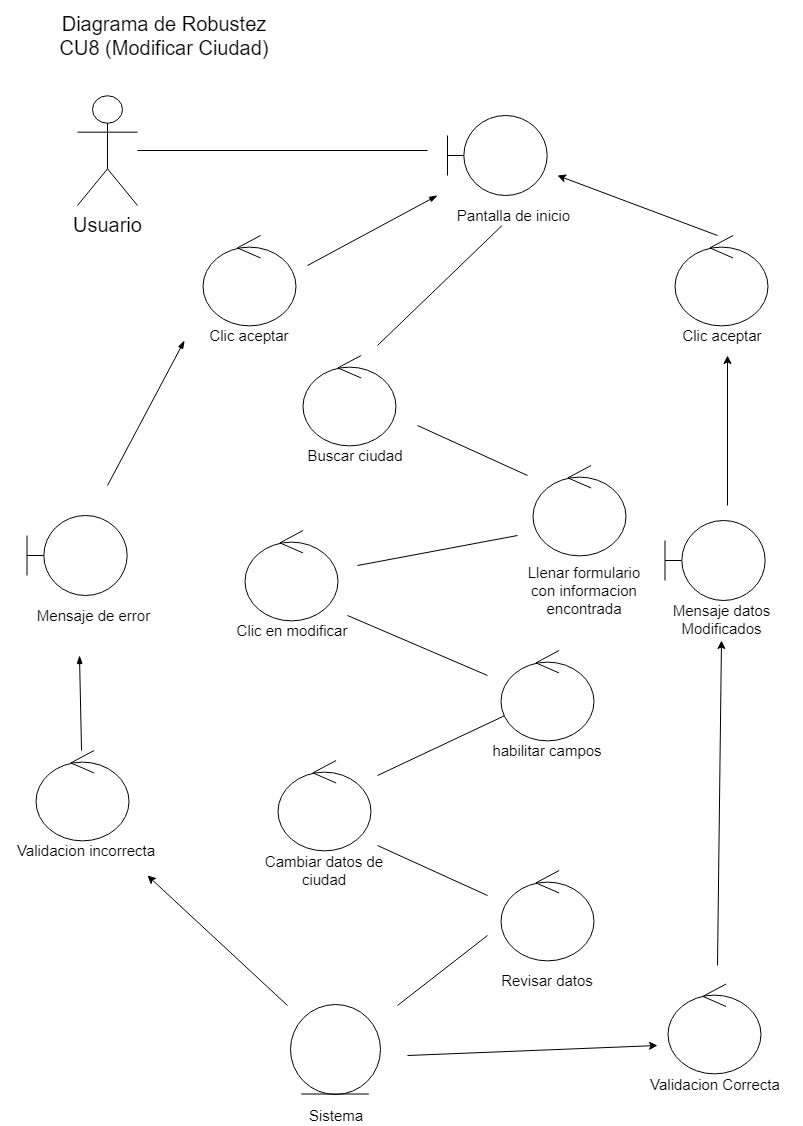 Diagrama de Robustez
CU8 (Modificar Ciudad)
Usuario
Pantalla de inicio
Clic aceptar
Clic aceptar
Buscar ciudad
Llenar formulario
con informacion
encontrada
Mensaje de error
Clic en modificar
Mensaje datos
Modificados
habilitar campos
Validacion incorrecta
Cambiar datos de
ciudad
Revisar datos
Validacion Correcta
Sistema